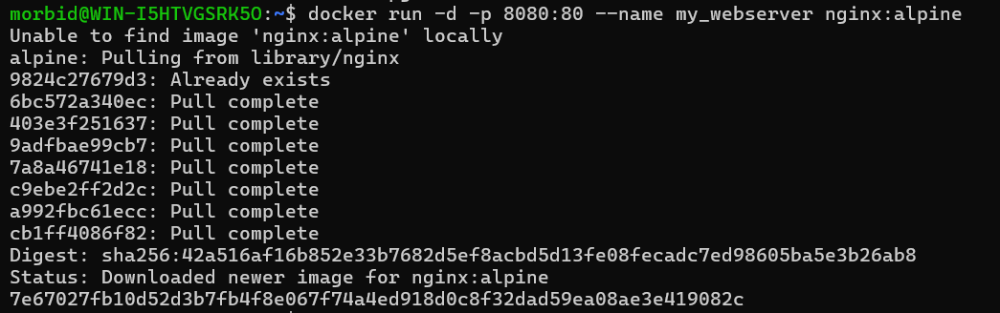 morbid@WIN-I5HTVGSRK5O:~$ docker run -d -p 8080:80 --name my_webserver nginx:alpine
Unable to find image 'nginx:alpine' locally
alpine: Pulling from library/nginx
9824c27679d3: Already exists
6bc572a340ec: Pull complete
403e3f251637: Pull complete
9adfbae99cb7: Pull complete
7a8a46741e18: Pull complete
c9ebe2ff2d2c: Pull complete
a992fbc61ecc: Pull complete
cb1ff4086f82: Pull complete
Digest: sha256:42a516af16b852e33b7682d5ef8acbd5d13fe08fecadc7ed98605ba5e3b26ab8
Status: Downloaded newer image for nginx:alpine
7e67027fb10d52d3b7fb4f8e067f74a4ed918d0c8f32dad59ea08ae3e419082c